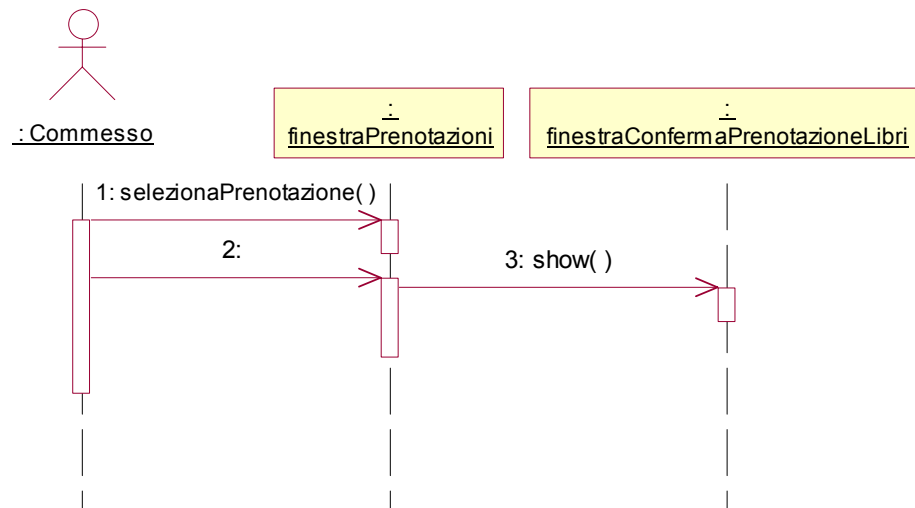 : Commesso
:
finestraPrenotazioni
:
finestraConfermaPrenotazioneLibri
1: selezionaPrenotazione( )
2:
3: show( )